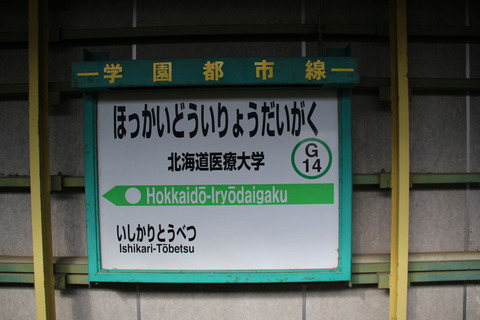 学園都市線
ほっかいどういりょうだいがく
北海道医療大学
G
14
Hokkaidō-Iryōdaigaku
いしかりとうべつ
Ishikari-Tōbetsu